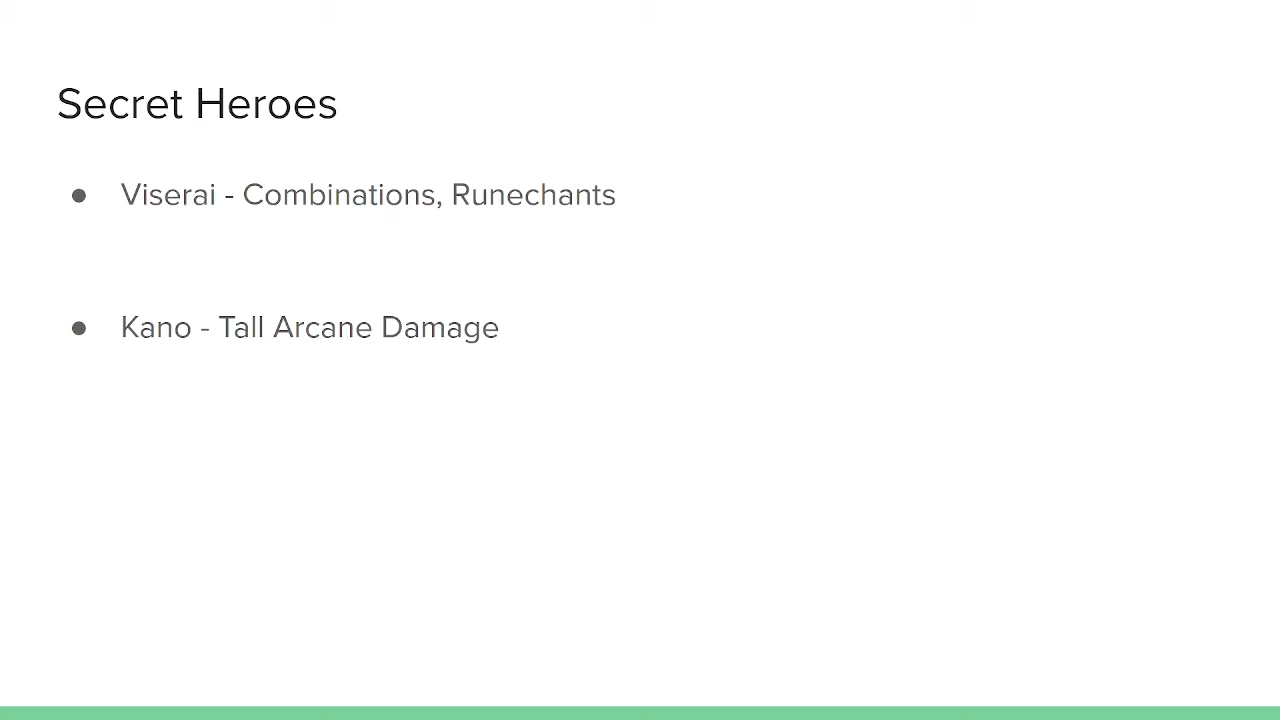 Secret Heroes
● Viserai - Combinations, Runechants
● Kano - Tall Arcane Damage